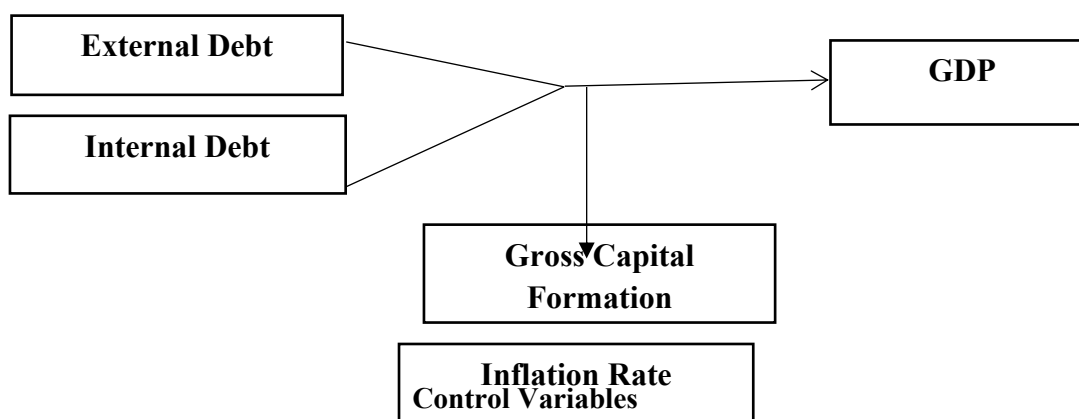 External Debt
GDP
Internal Debt
Gross Capital
Formation
Inflation Rate
Control Variables